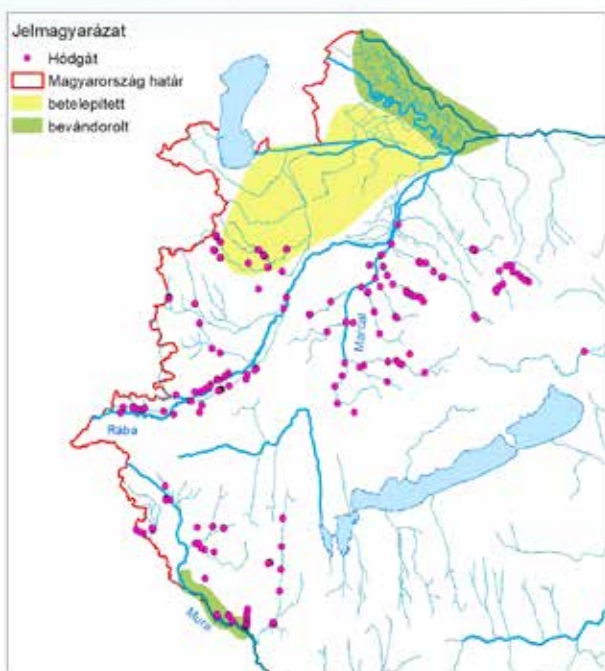 Jelmagyarázat
Hódgát
Magyarország határ
betelepített
bevándorolt
Marcal
Rába
Mura